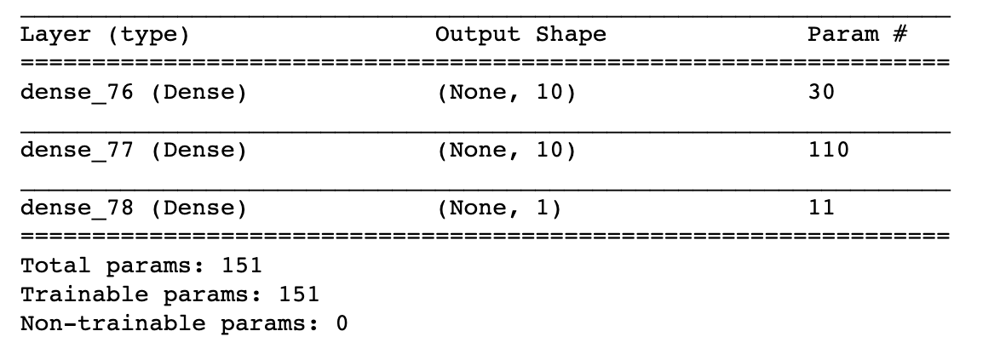 _________________________________________________________________
Layer (type)                 Output Shape              Param #
=================================================================
dense_76 (Dense)             (None, 10)                30
_________________________________________________________________
dense_77 (Dense)             (None, 10)                110
_________________________________________________________________
dense_78 (Dense)             (None, 1)                 11
=================================================================
Total params: 151
Trainable params: 151
Non-trainable params: 0